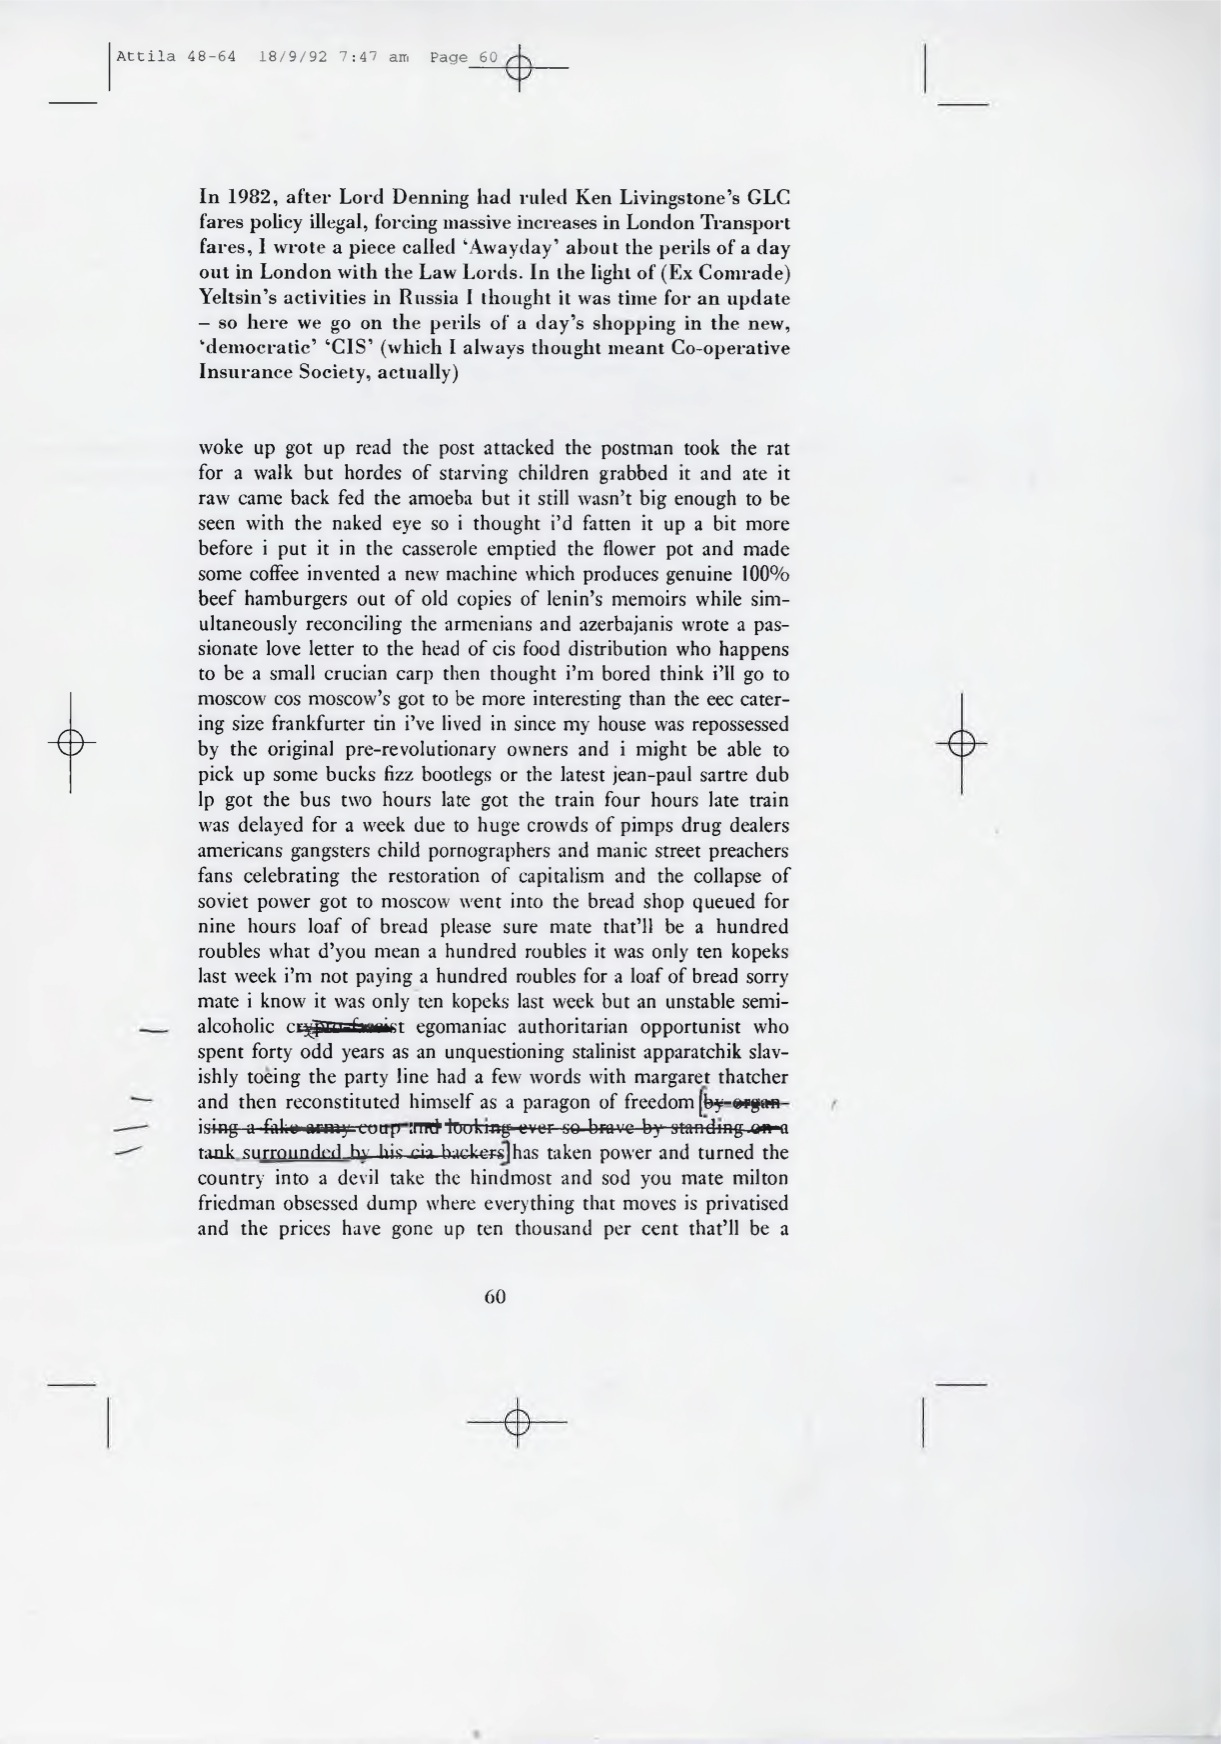 Attila 48-64 18/9/92 7:47 am Page 60
In 1982, after Lord Denning had ruled Ken Livingstone's GLC
fares policy illegal, forcing massive increases in London Transport
fares, I wrote a piece called ‘Awayday’ about the perils of a day
out in London with the Law Lords. In the light of (Ex Comrade)
Yeltsin's activities in Russia I thought it was time for an update
– so here we go on the perils of a day's shopping in the new,
‘democratic’ ‘CIS’ (which I always thought meant Co-operative
Insurance Society, actually)
woke up got up read the post attacked the postman took the rat
for a walk but hordes of starving children grabbed it and ate it
raw came back fed the amoeba but it still wasn't big enough to be
seen with the naked eye so i thought i'd fatten it up a bit more
before i put it in the casserole emptied the flower pot and made
some coffee invented a new machine which produces genuine 100%
beef hamburgers out of old copies of lenin's memoirs while sim-
ultaneously reconciling the armenians and azerbajanis wrote a pas-
sionate love letter to the head of cis food distribution who happens
to be a small crucian carp then thought i'm bored think i'll go to
moscow cos moscow's got to be more interesting than the eec cater-
ing size frankfurter tin i've lived in since my house was repossessed
by the original pre-revolutionary owners and i might be able to
pick up some bucks fizz bootlegs or the latest jean-paul sartre dub
lp got the bus two hours late got the train four hours late train
was delayed for a week due to huge crowds of pimps drug dealers
americans gangsters child pornographers and manic street preachers
fans celebrating the restoration of capitalism and the collapse of
soviet power got to moscow went into the bread shop queued for
nine hours loaf of bread please sure mate that'll be a hundred
roubles what d'you mean a hundred roubles it was only ten kopeks
last week i'm not paying a hundred roubles for a loaf of bread sorry
mate i know it was only ten kopeks last week but an unstable semi-
alcoholic crypto-fascist egomaniac authoritarian opportunist who
spent forty odd years as an unquestioning stalinist apparatchik slav-
ishly toeing the party line had a few words with margaret thatcher
and then reconstituted himself as a paragon of freedom [by organ-
ising a fake army coup and looking ever so brave by standing on a
tank surrounded by his cia backers] has taken power and turned the
country into a devil take the hindmost and sod you mate milton
friedman obsessed dump where everything that moves is privatised
and the prices have gone up ten thousand per cent that'll be a
60